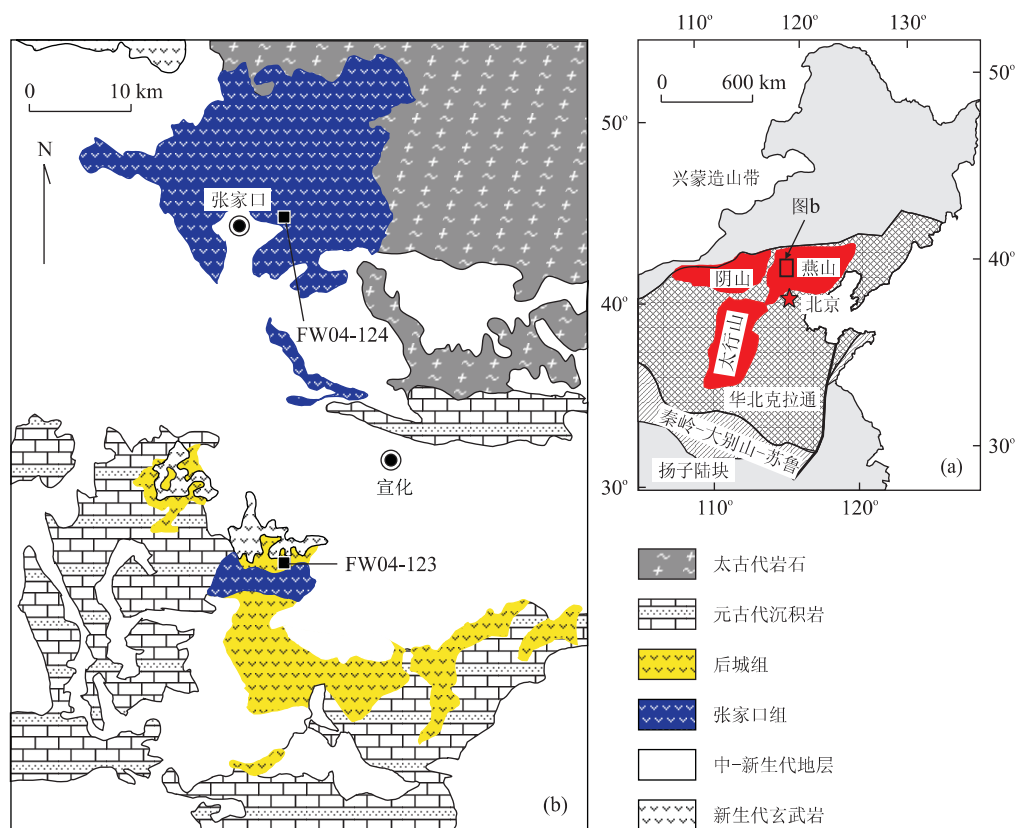 0
10 km
N
张家口
FW04-124
宣化
FW04-123
(b)
110°
120°
130°
0
600 km
50°
50°
兴蒙造山带
图b
阴山
燕山
北京
40°
40°
太行山
华北克拉通
秦岭-大别山-苏鲁
扬子陆块
30°
30°
(a)
110°
120°
太古代岩石
元古代沉积岩
后城组
张家口组
中-新生代地层
新生代玄武岩